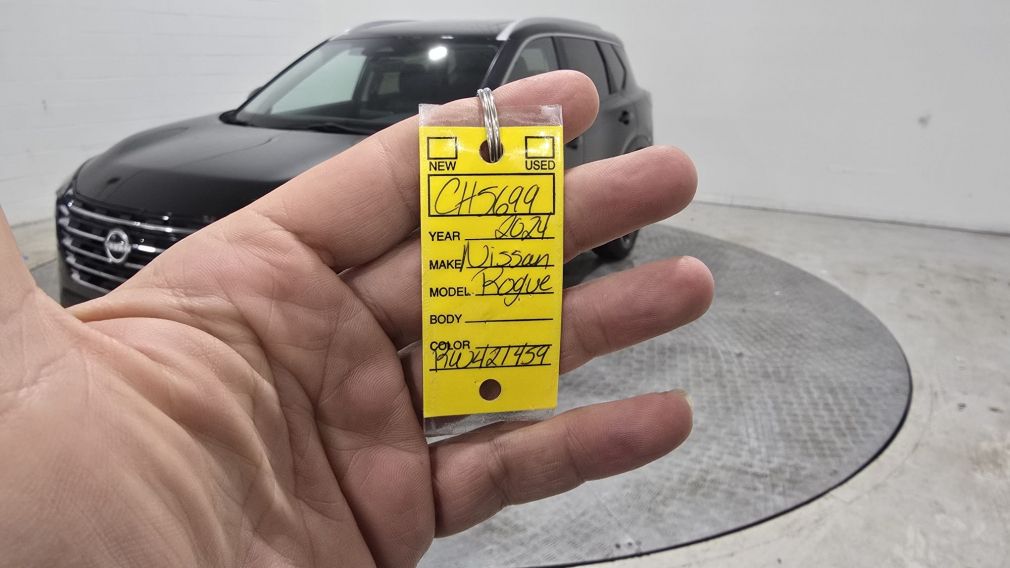 NEW USED
CH5699
YEAR 2024
MAKE Nissan
MODEL Rogue
BODY
COLOR
RW421459